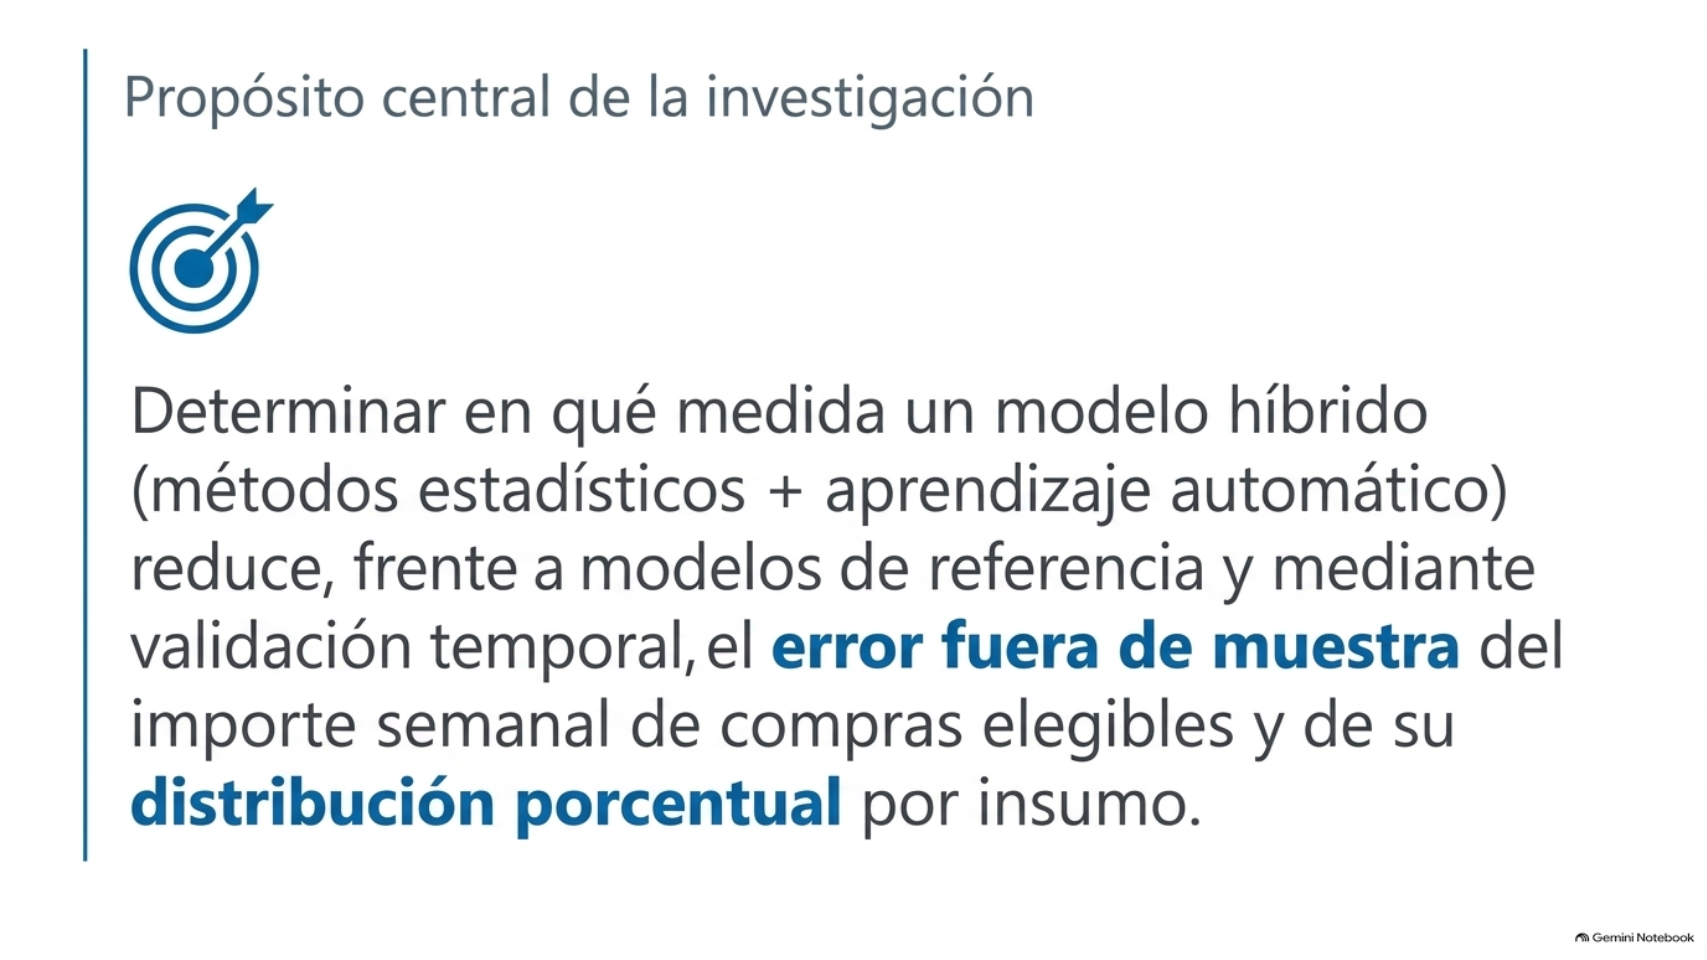 Propósito central de la investigación
Determinar en qué medida un modelo híbrido
(métodos estadísticos + aprendizaje automático)
reduce, frente a modelos de referencia y mediante
validación temporal, el error fuera de muestra del
importe semanal de compras elegibles y de su
distribución porcentual por insumo.
Gemini Notebook